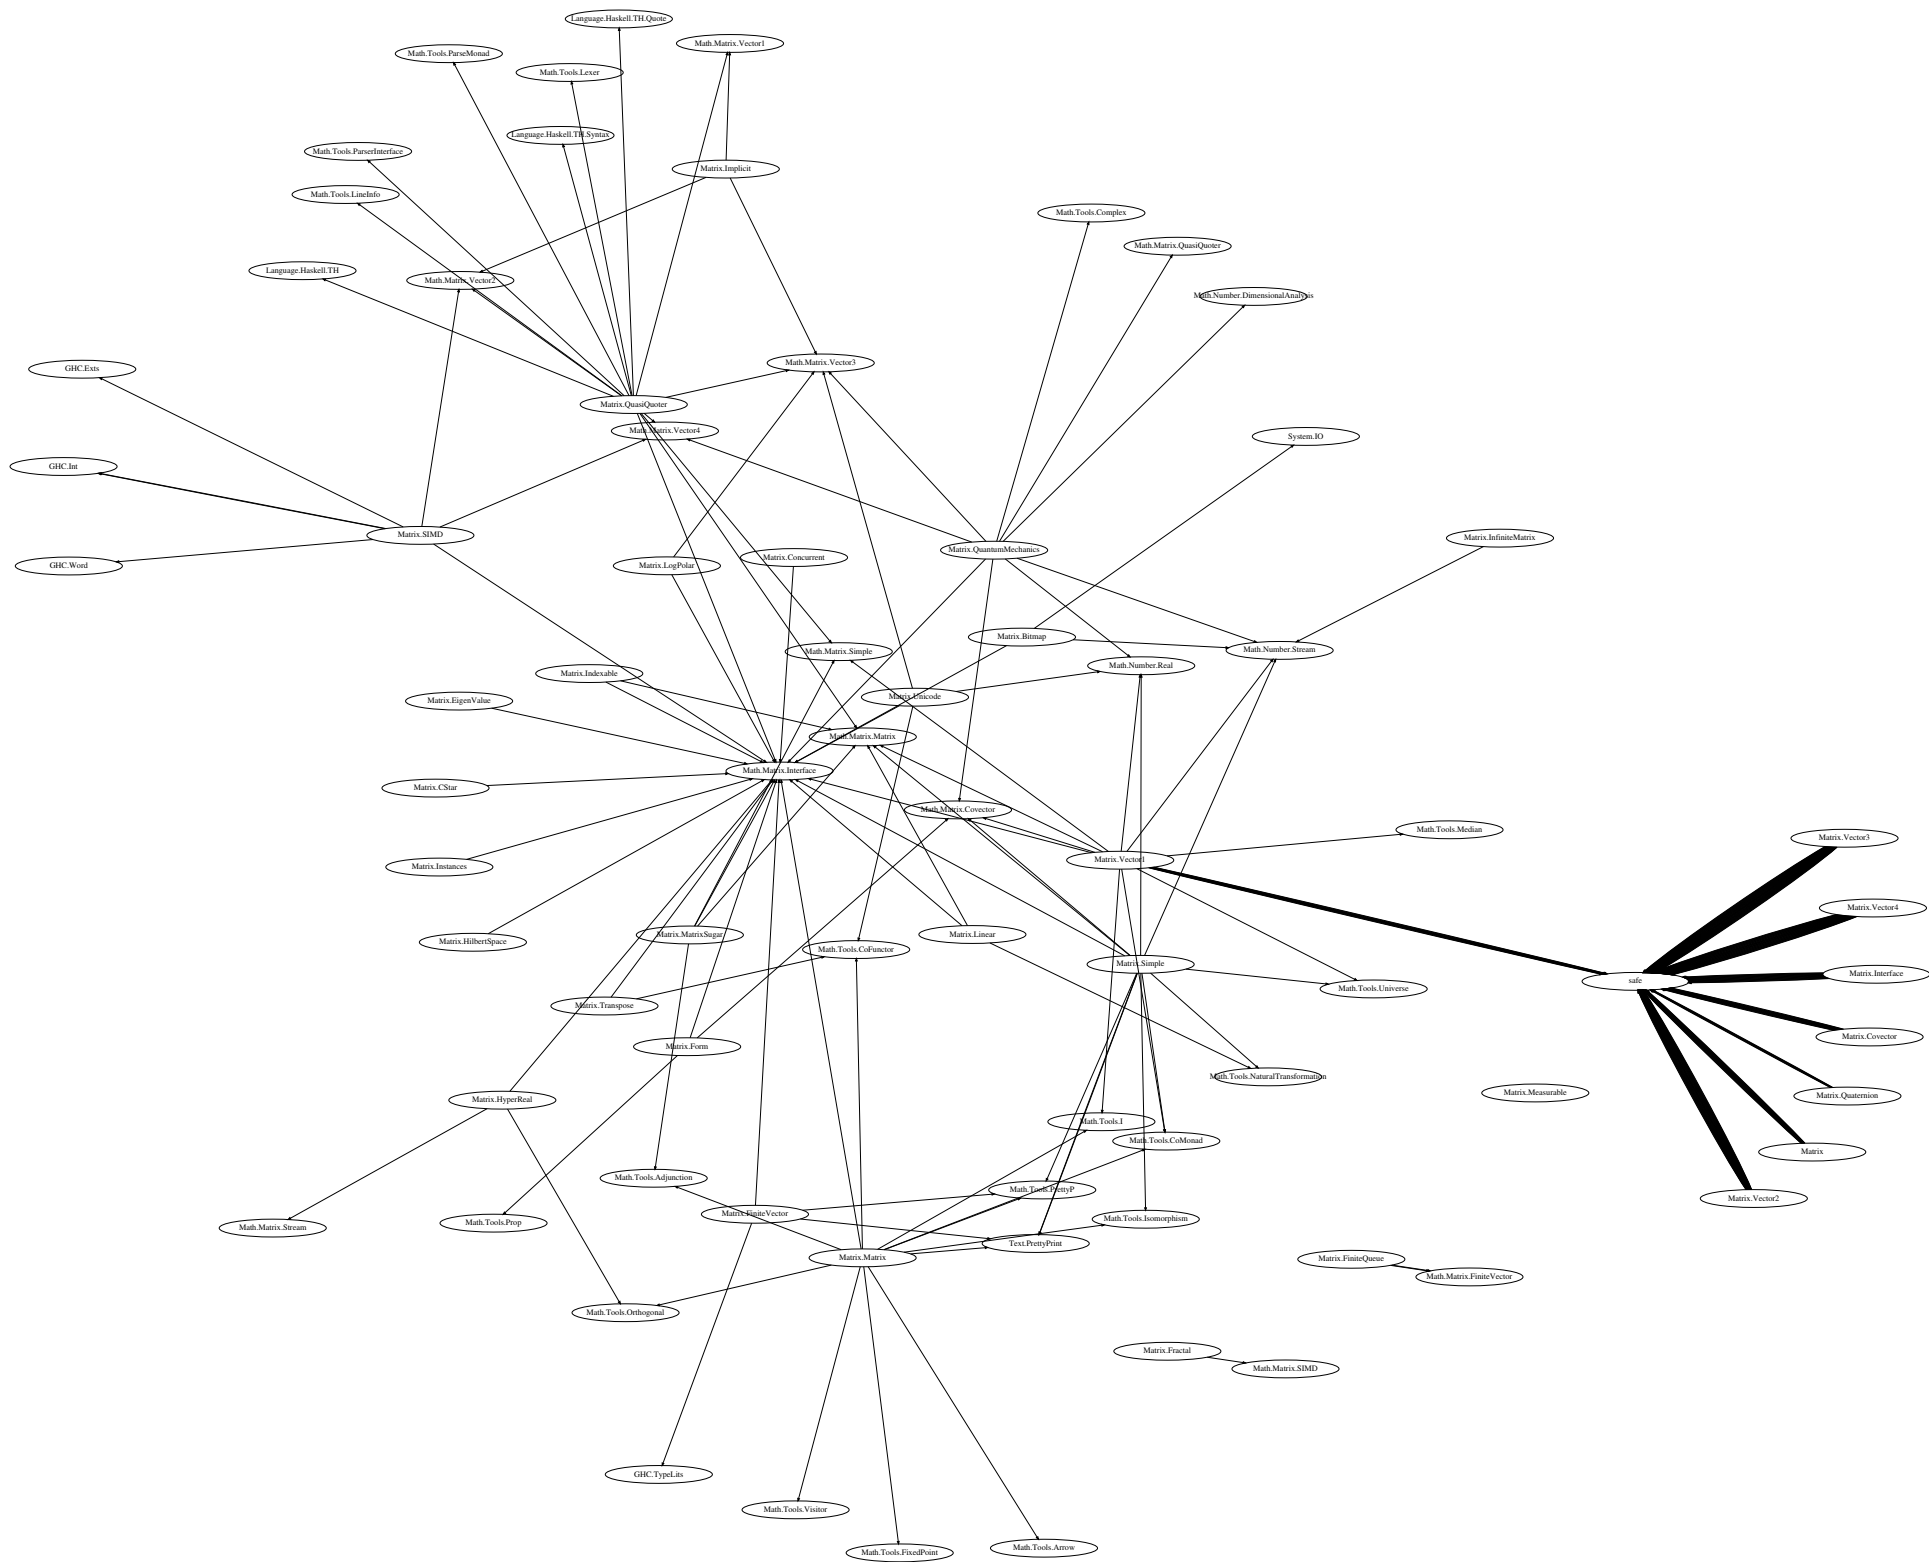 Language.Haskell.TH.Quote
Math.Matrix.Vector1
Math.Tools.ParseMonad
Math.Tools.Lexer
Language.Haskell.TH.Syntax
Math.Tools.ParserInterface
Matrix.Implicit
Math.Tools.LineInfo
Math.Tools.Complex
Math.Matrix.QuasiQuoter
Language.Haskell.TH
Math.Matrix.Vector2
Math.Number.DimensionalAnalysis
Math.Matrix.Vector3
GHC.Exts
Matrix.QuasiQuoter
Math.Matrix.Vector4
System.IO
GHC.Int
Matrix.SIMD
Matrix.InfiniteMatrix
Matrix.QuantumMechanics
Matrix.Concurrent
GHC.Word
Matrix.LogPolar
Matrix.Bitmap
Math.Matrix.Simple
Math.Number.Stream
Math.Number.Real
Matrix.Indexable
Matrix.EigenValue
Matrix.Unicode
Math.Matrix.Matrix
Math.Matrix.Interface
Matrix.CStar
Math.Matrix.Covector
Math.Tools.Median
Matrix.Vector3
Matrix.Vector1
Matrix.Instances
Matrix.Vector4
Matrix.MatrixSugar
Matrix.Linear
Matrix.HilbertSpace
Math.Tools.CoFunctor
Matrix.Simple
Matrix.Interface
safe
Math.Tools.Universe
Matrix.Transpose
Matrix.Covector
Matrix.Form
Math.Tools.NaturalTransformation
Matrix.Measurable
Matrix.Quaternion
Matrix.HyperReal
Math.Tools.I
Math.Tools.CoMonad
Matrix
Math.Tools.Adjunction
Math.Tools.PrettyP
Matrix.Vector2
Matrix.FiniteVector
Math.Tools.Isomorphism
Math.Matrix.Stream
Math.Tools.Prop
Text.PrettyPrint
Matrix.Matrix
Matrix.FiniteQueue
Math.Matrix.FiniteVector
Math.Tools.Orthogonal
Matrix.Fractal
Math.Matrix.SIMD
GHC.TypeLits
Math.Tools.Visitor
Math.Tools.Arrow
Math.Tools.FixedPoint